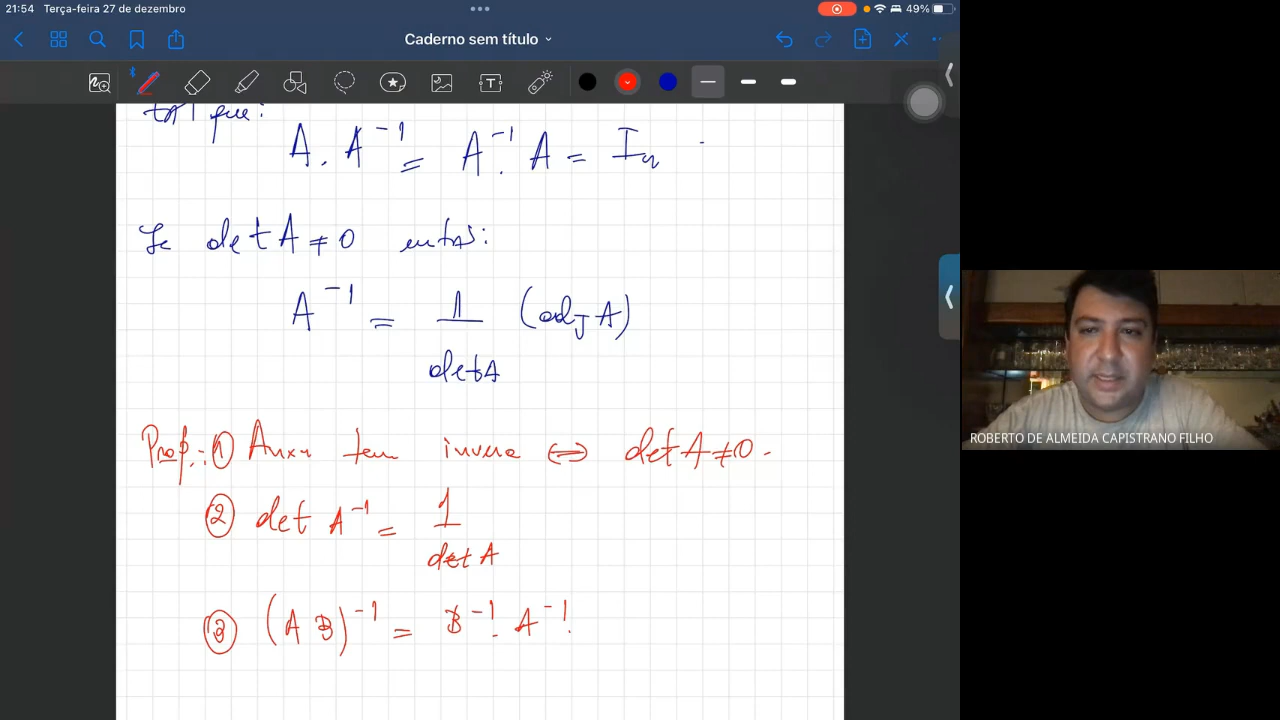 21:54 Terça-feira 27 de dezembro
49%
Caderno sem título
tal que:
A . A⁻¹ = A⁻¹ . A = Iₙ
Se det A ≠ 0 então:
A⁻¹ = 1/det A (adj A)
Prop.: ① Anxn tem inversa ⇔ det A ≠ 0.
② det A⁻¹ = 1/det A
③ (A B)⁻¹ = B⁻¹ . A⁻¹.
ROBERTO DE ALMEIDA CAPISTRANO FILHO